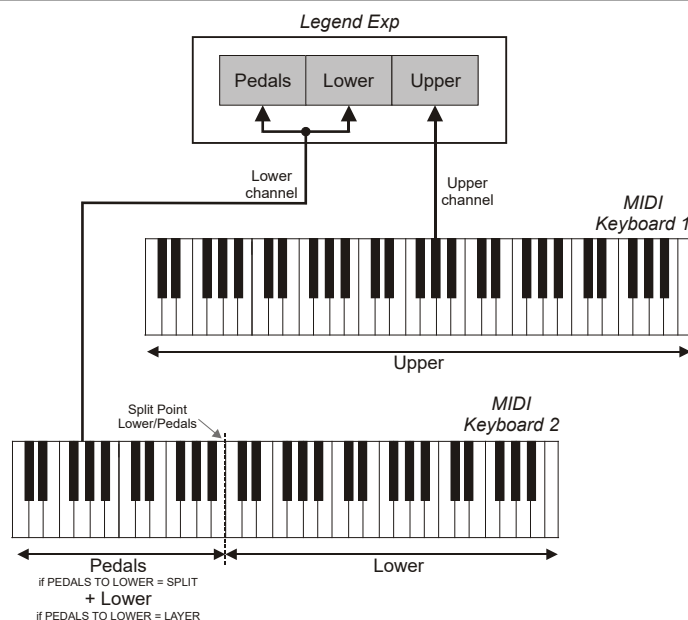 Legend Exp
Pedals Lower Upper
Lower
channel
Upper
channel
MIDI
Keyboard 1
Upper
Split Point
Lower/Pedals
MIDI
Keyboard 2
Pedals
if PEDALS TO LOWER = SPLIT
+ Lower
if PEDALS TO LOWER = LAYER
Lower